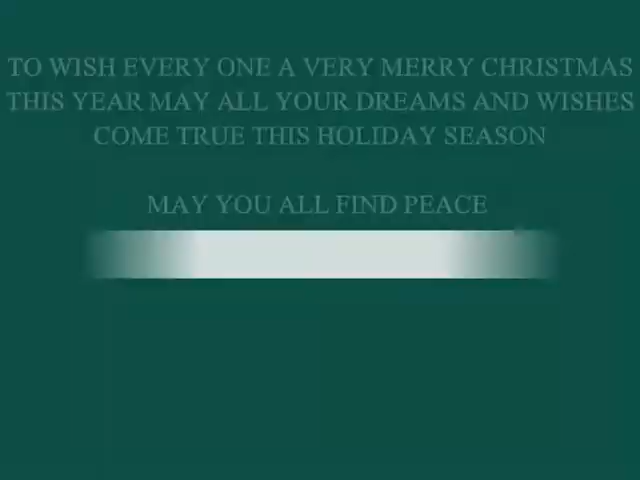 TO WISH EVERY ONE A VERY MERRY CHRISTMAS
THIS YEAR MAY ALL YOUR DREAMS AND WISHES
COME TRUE THIS HOLIDAY SEASON
MAY YOU ALL FIND PEACE